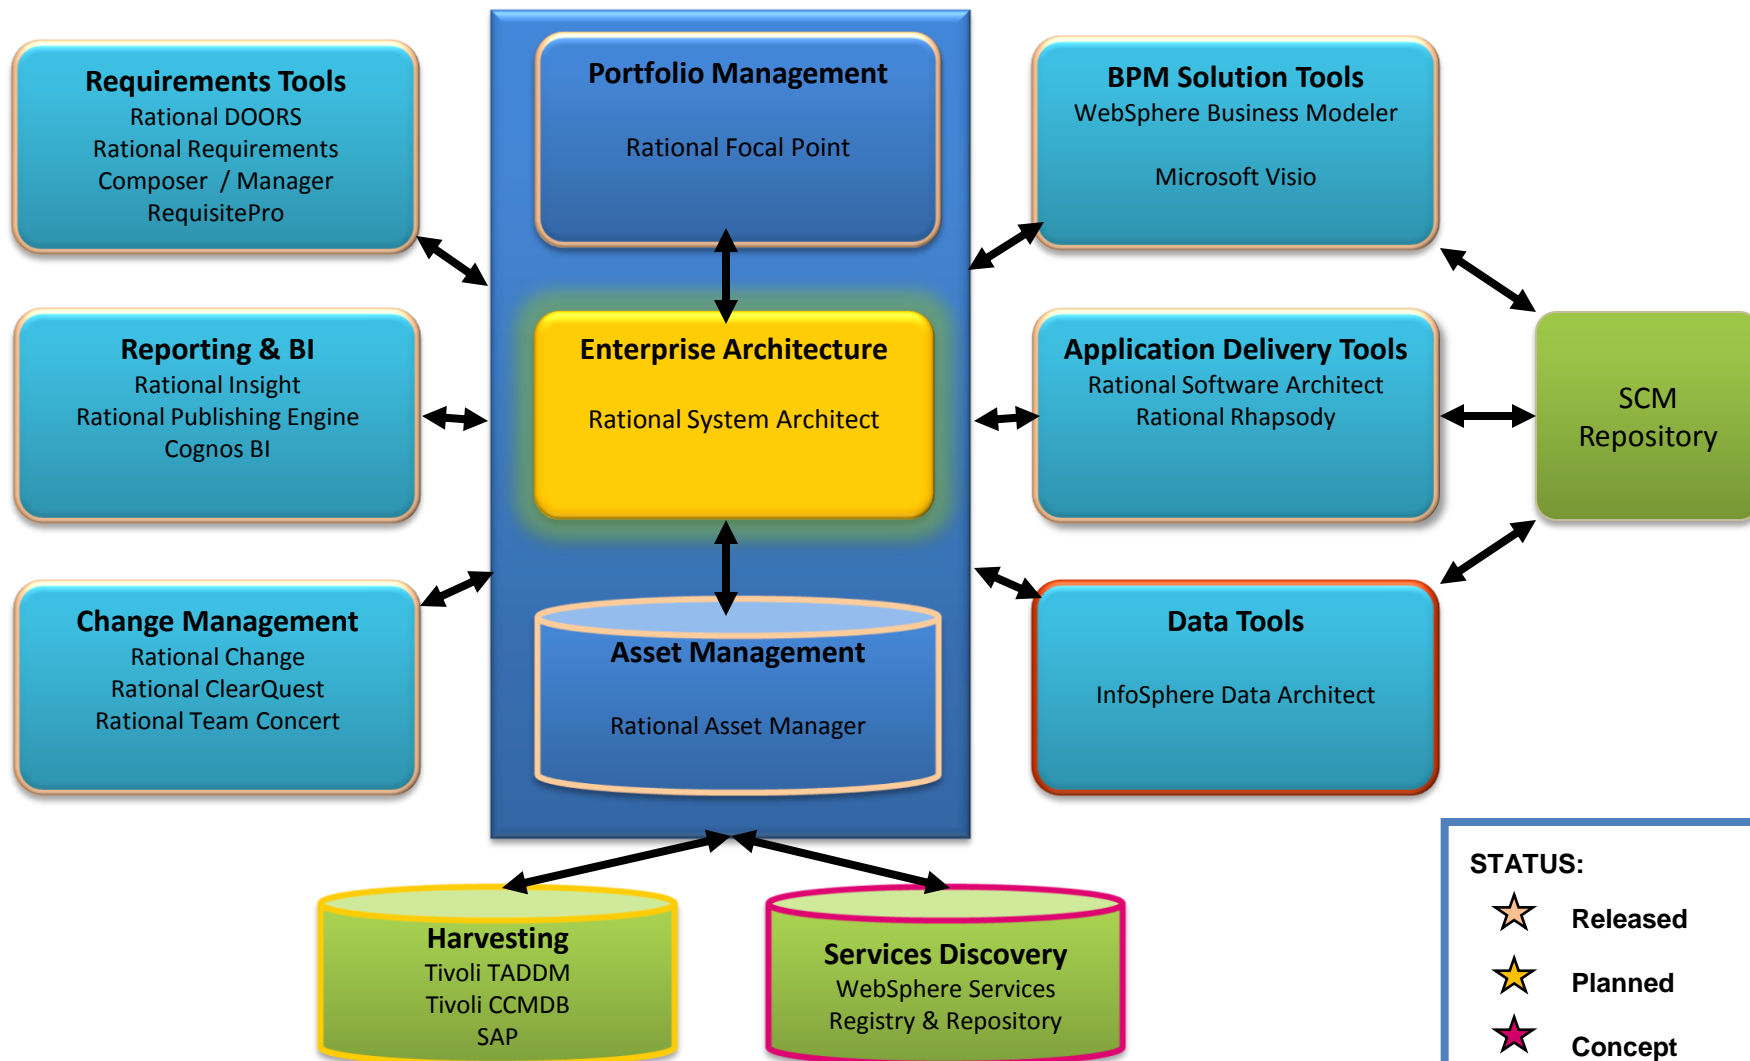 Requirements Tools
Rational DOORS
Rational Requirements
Composer / Manager
RequisitePro
Portfolio Management
Rational Focal Point
BPM Solution Tools
WebSphere Business Modeler
Microsoft Visio
Reporting & BI
Rational Insight
Rational Publishing Engine
Cognos BI
Enterprise Architecture
Rational System Architect
Application Delivery Tools
Rational Software Architect
Rational Rhapsody
SCM
Repository
Change Management
Rational Change
Rational ClearQuest
Rational Team Concert
Asset Management
Rational Asset Manager
Data Tools
InfoSphere Data Architect
Harvesting
Tivoli TADDM
Tivoli CCMDB
SAP
Services Discovery
WebSphere Services
Registry & Repository
STATUS:
Released
Planned
Concept